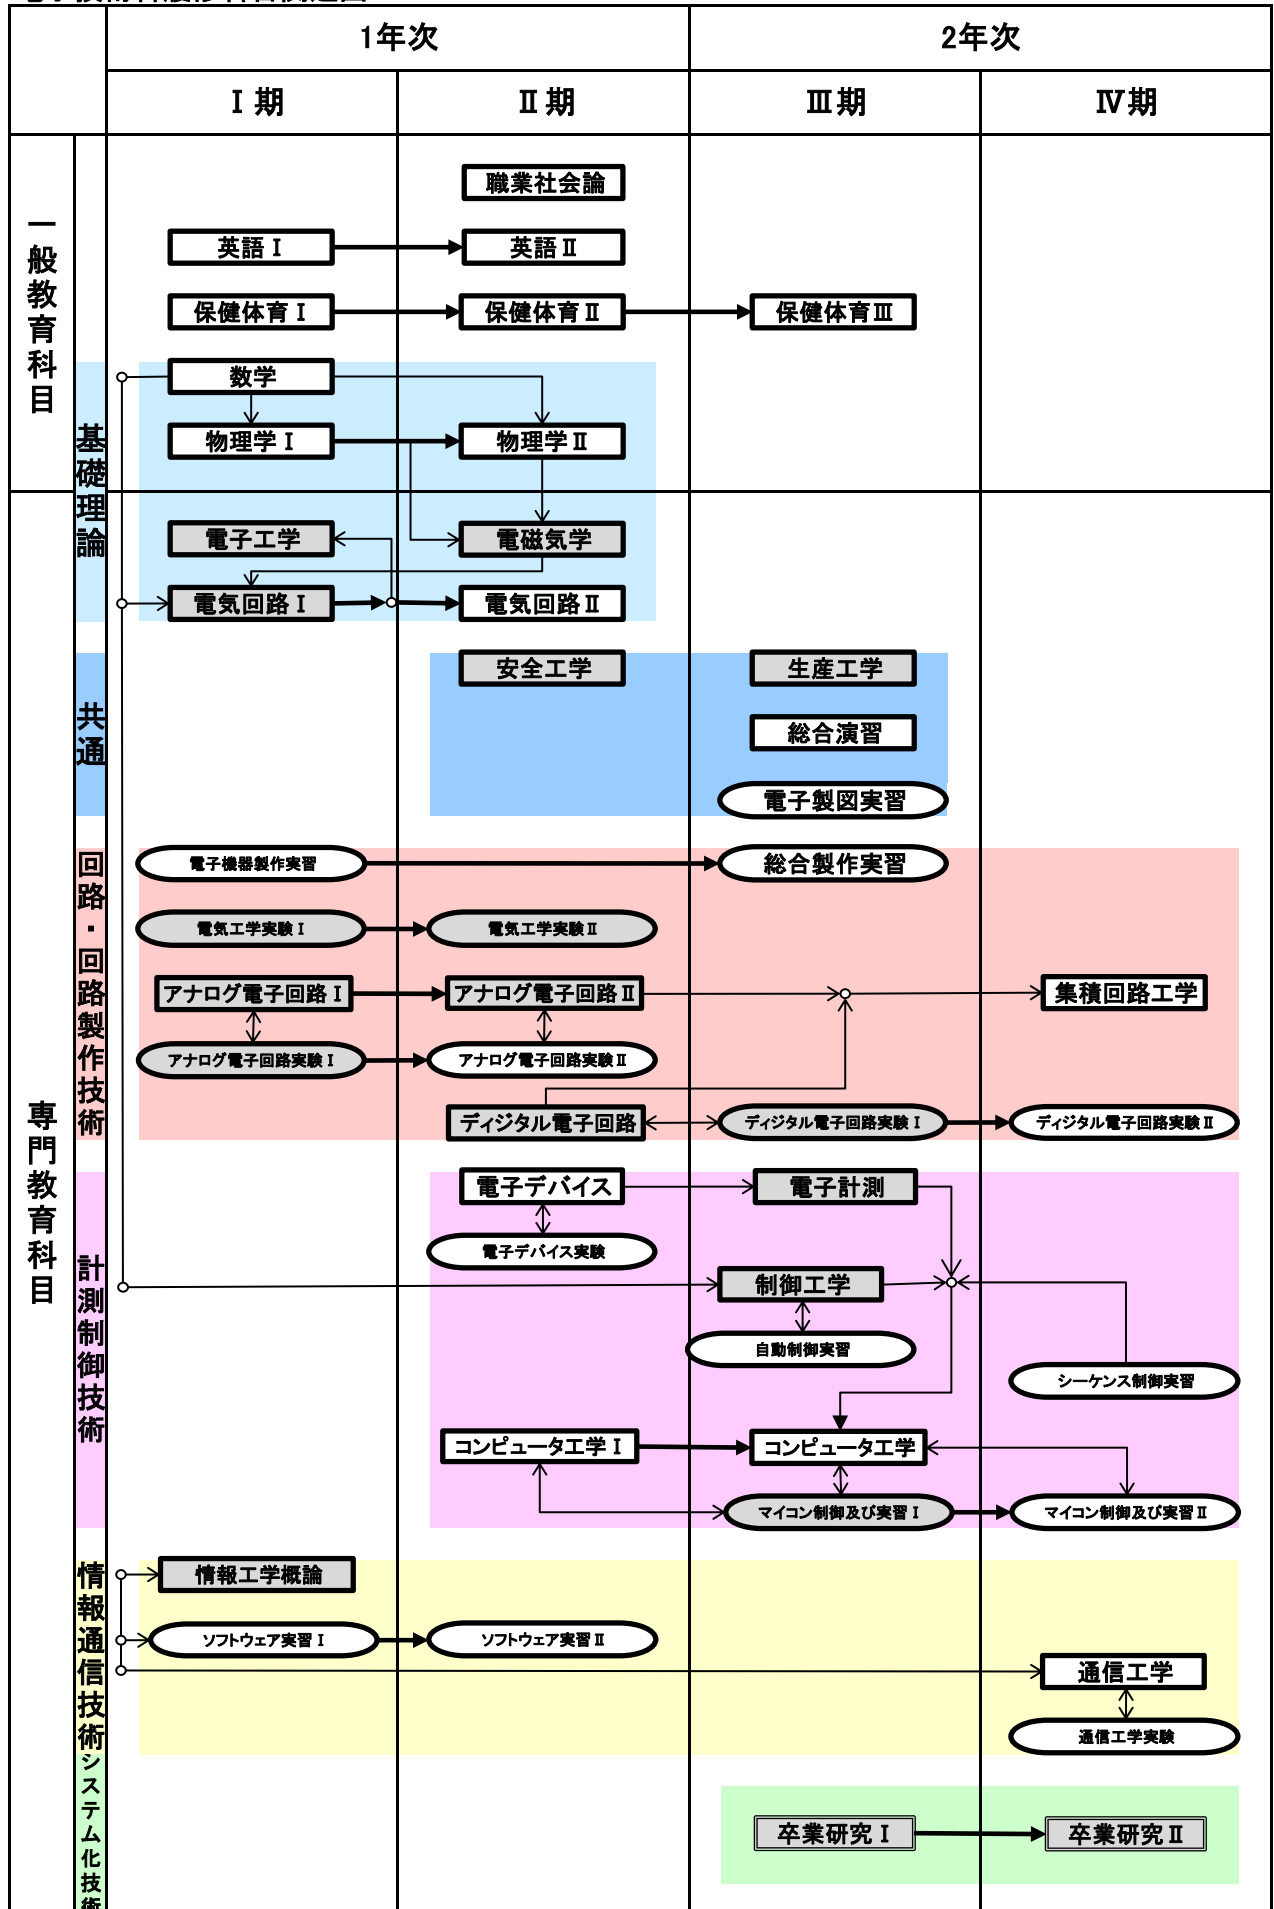 1年次
2年次
Ⅰ期
Ⅱ期
Ⅲ期
Ⅳ期
一般教育科目
職業社会論
英語Ⅰ
英語Ⅱ
保健体育Ⅰ
保健体育Ⅱ
保健体育Ⅲ
基礎理論
数学
物理学Ⅰ
物理学Ⅱ
専門教育科目
電子工学
電磁気学
電気回路Ⅰ
電気回路Ⅱ
共通
安全工学
生産工学
総合演習
電子製図実習
回路・回路製作技術
電子機器製作実習
総合製作実習
電気工学実験Ⅰ
電気工学実験Ⅱ
アナログ電子回路Ⅰ
アナログ電子回路Ⅱ
集積回路工学
アナログ電子回路実験Ⅰ
アナログ電子回路実験Ⅱ
ディジタル電子回路
ディジタル電子回路実験Ⅰ
ディジタル電子回路実験Ⅱ
計測制御技術
電子デバイス
電子計測
電子デバイス実験
制御工学
自動制御実習
シーケンス制御実習
コンピュータ工学Ⅰ
コンピュータ工学
マイコン制御及び実習Ⅰ
マイコン制御及び実習Ⅱ
情報通信技術
情報工学概論
ソフトウェア実習Ⅰ
ソフトウェア実習Ⅱ
通信工学
通信工学実験
システム化技術
卒業研究Ⅰ
卒業研究Ⅱ